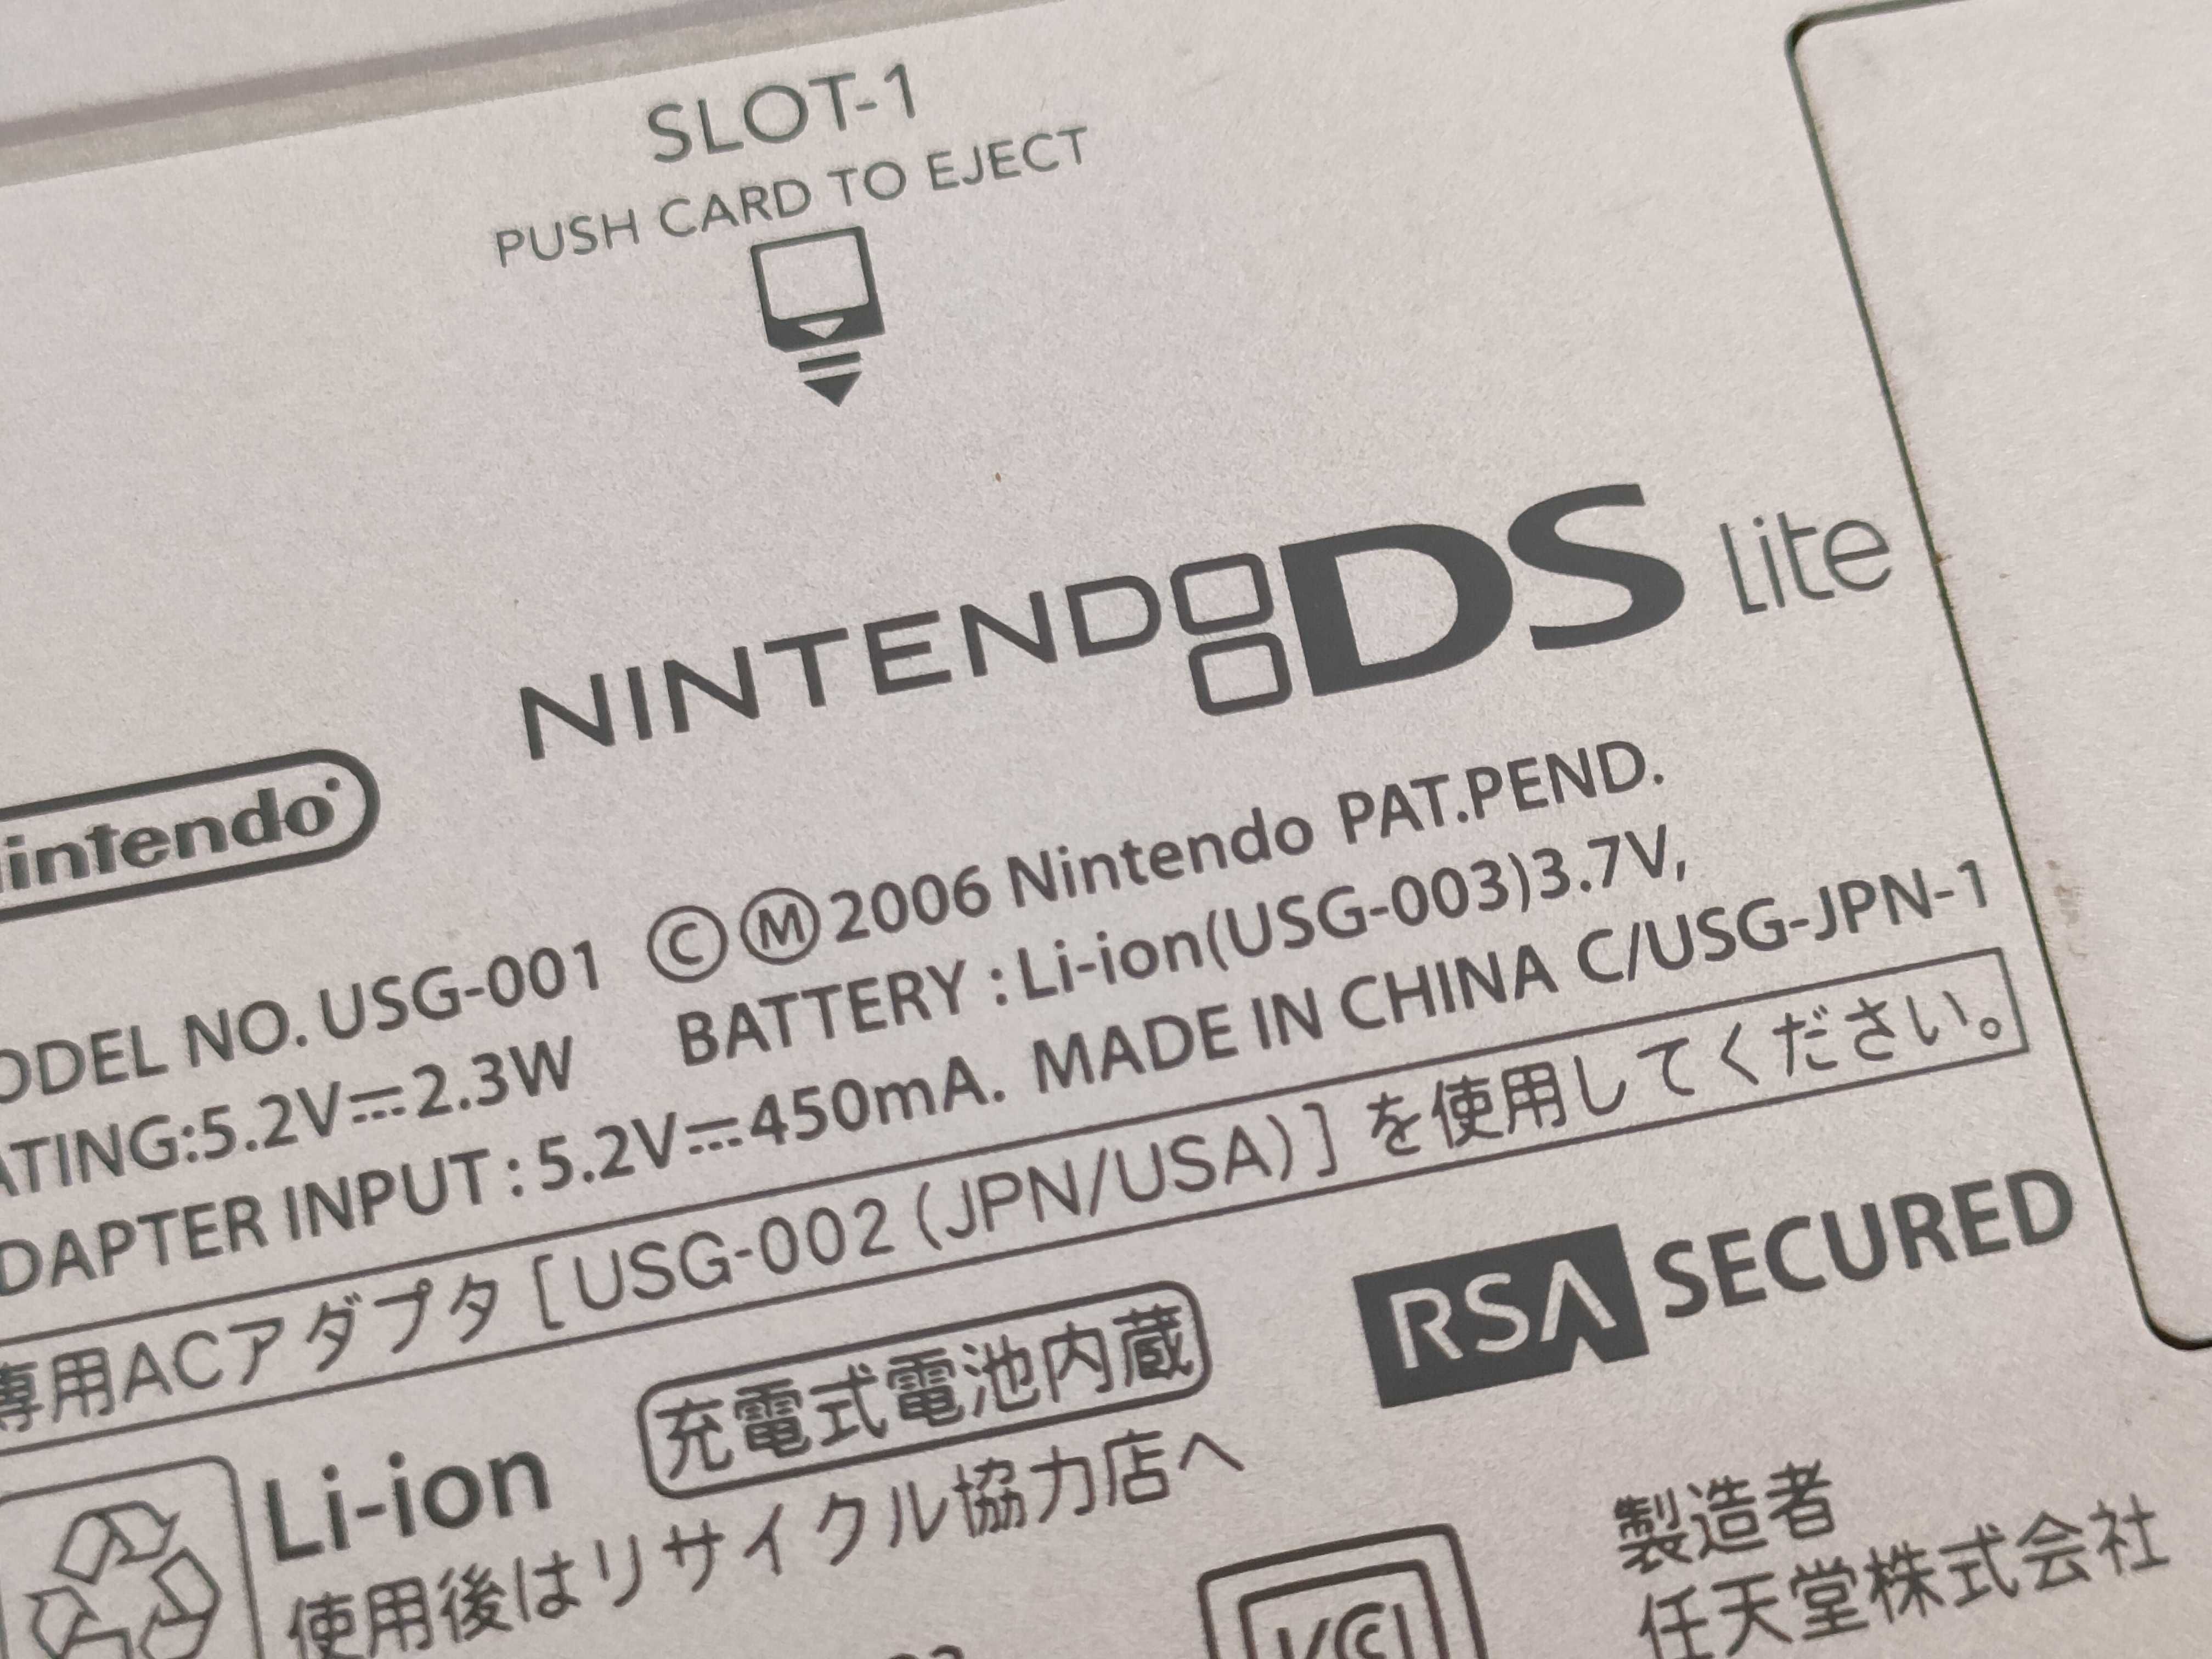 SLOT-1
PUSH CARD TO EJECT
NINTENDO DS lite
intendo
ODEL NO. USG-001 ©Ⓜ2006 Nintendo PAT.PEND.
ATING:5.2V⎓2.3W BATTERY : Li-ion(USG-003)3.7V,
DAPTER INPUT : 5.2V⎓450mA. MADE IN CHINA C/USG-JPN-1
専用ACアダプタ [USG-002 (JPN/USA)] を使用してください。
RSA SECURED
充電式電池内蔵
Li-ion
使用後はリサイクル協力店へ
VCCI
製造者
任天堂株式会社